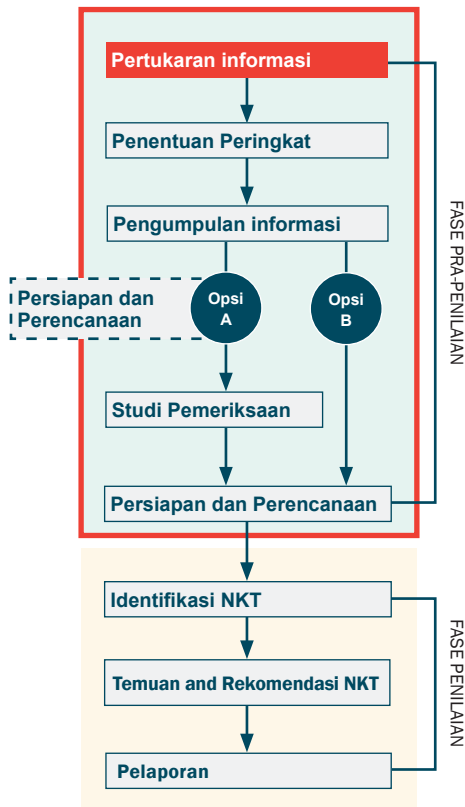 Pertukaran informasi
Penentuan Peringkat
Pengumpulan informasi
Persiapan dan
Perencanaan
Opsi
A
Opsi
B
Studi Pemeriksaan
Persiapan dan Perencanaan
FASE PRA-PENILAIAN
Identifikasi NKT
Temuan and Rekomendasi NKT
Pelaporan
FASE PENILAIAN